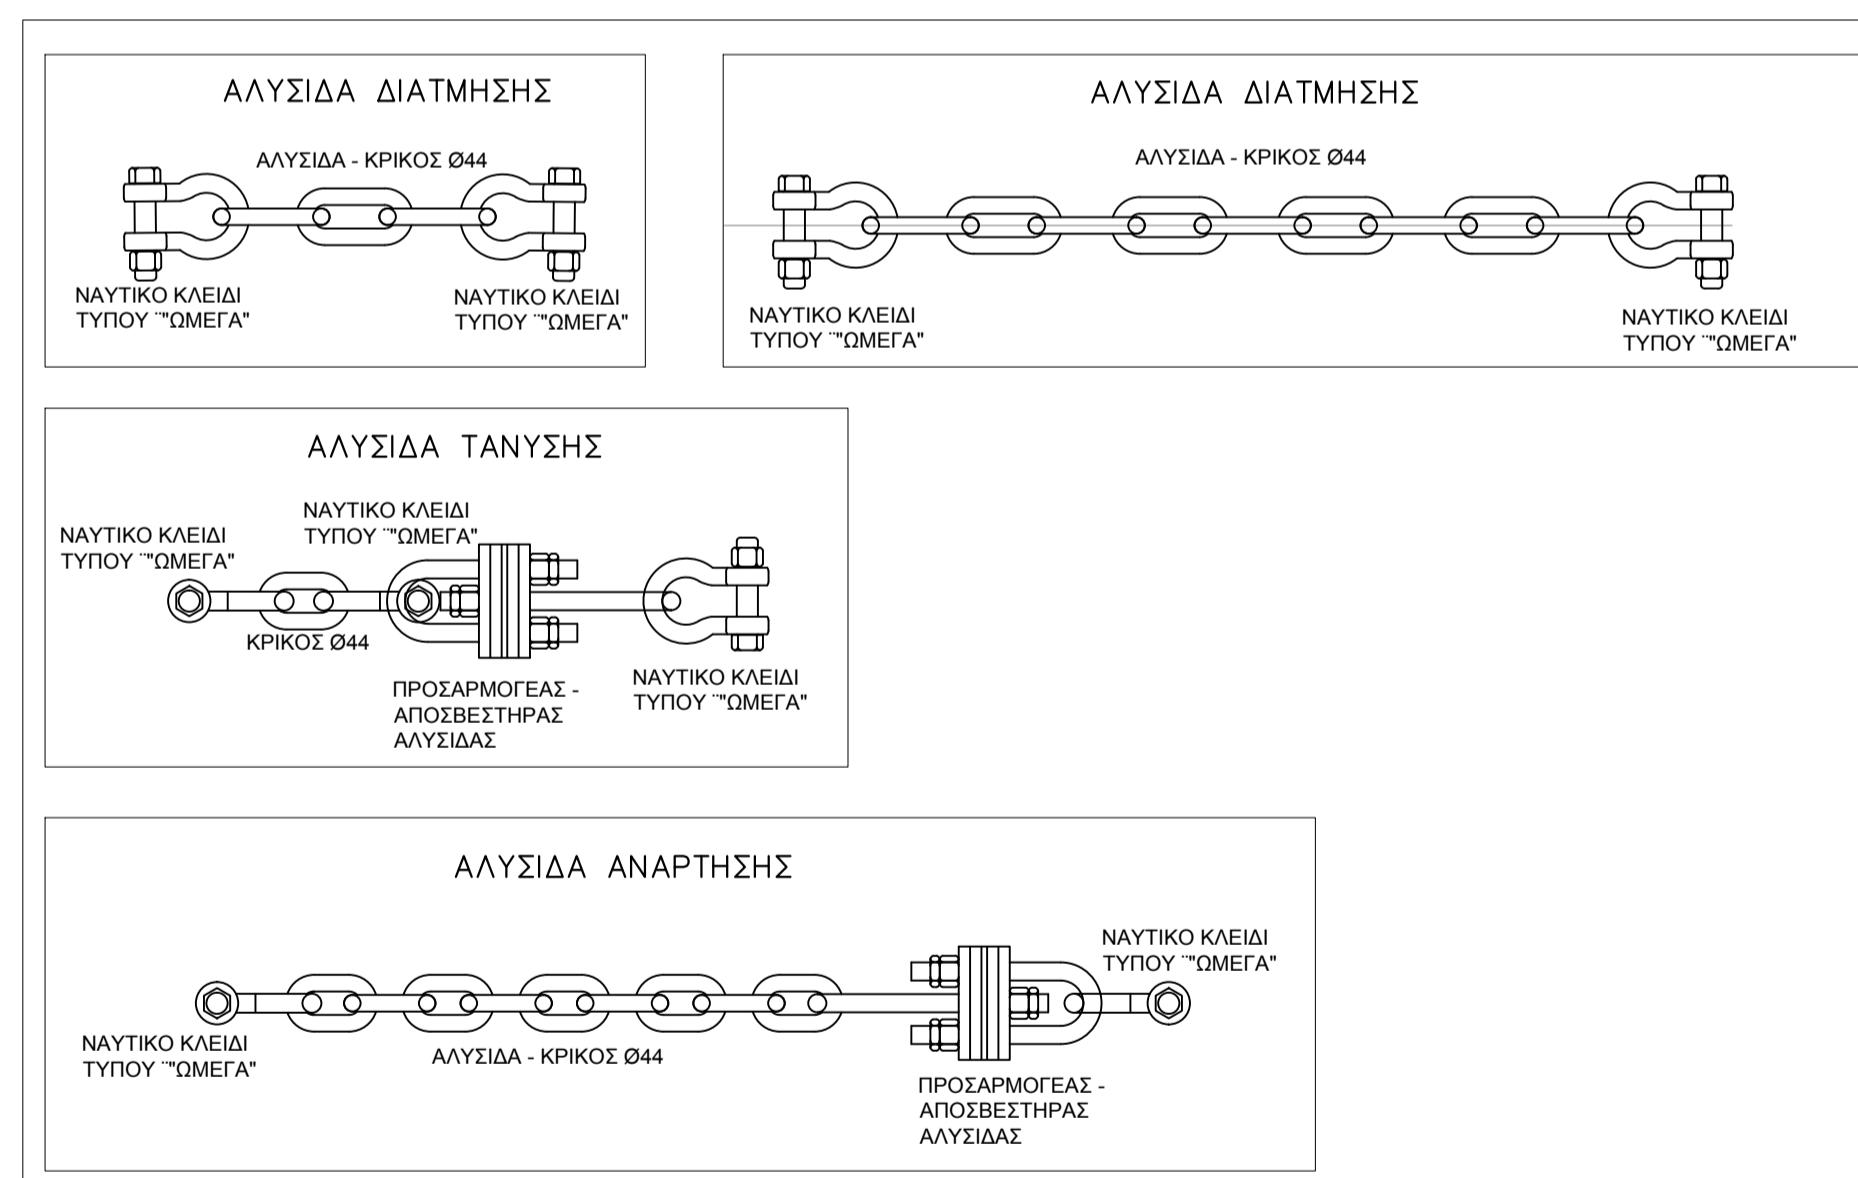 ΑΛΥΣΙΔΑ ΔΙΑΤΜΗΣΗΣ
ΑΛΥΣΙΔΑ - ΚΡΙΚΟΣ Ø44
ΝΑΥΤΙΚΟ ΚΛΕΙΔΙ
ΤΥΠΟΥ ¨"ΩΜΕΓΑ"
ΝΑΥΤΙΚΟ ΚΛΕΙΔΙ
ΤΥΠΟΥ ¨"ΩΜΕΓΑ"
ΑΛΥΣΙΔΑ ΔΙΑΤΜΗΣΗΣ
ΑΛΥΣΙΔΑ - ΚΡΙΚΟΣ Ø44
ΝΑΥΤΙΚΟ ΚΛΕΙΔΙ
ΤΥΠΟΥ ¨"ΩΜΕΓΑ"
ΝΑΥΤΙΚΟ ΚΛΕΙΔΙ
ΤΥΠΟΥ ¨"ΩΜΕΓΑ"
ΑΛΥΣΙΔΑ ΤΑΝΥΣΗΣ
ΝΑΥΤΙΚΟ ΚΛΕΙΔΙ
ΤΥΠΟΥ ¨"ΩΜΕΓΑ"
ΝΑΥΤΙΚΟ ΚΛΕΙΔΙ
ΤΥΠΟΥ ¨"ΩΜΕΓΑ"
ΚΡΙΚΟΣ Ø44
ΠΡΟΣΑΡΜΟΓΕΑΣ -
ΑΠΟΣΒΕΣΤΗΡΑΣ
ΑΛΥΣΙΔΑΣ
ΝΑΥΤΙΚΟ ΚΛΕΙΔΙ
ΤΥΠΟΥ ¨"ΩΜΕΓΑ"
ΑΛΥΣΙΔΑ ΑΝΑΡΤΗΣΗΣ
ΝΑΥΤΙΚΟ ΚΛΕΙΔΙ
ΤΥΠΟΥ ¨"ΩΜΕΓΑ"
ΝΑΥΤΙΚΟ ΚΛΕΙΔΙ
ΤΥΠΟΥ ¨"ΩΜΕΓΑ"
ΑΛΥΣΙΔΑ - ΚΡΙΚΟΣ Ø44
ΠΡΟΣΑΡΜΟΓΕΑΣ -
ΑΠΟΣΒΕΣΤΗΡΑΣ
ΑΛΥΣΙΔΑΣ